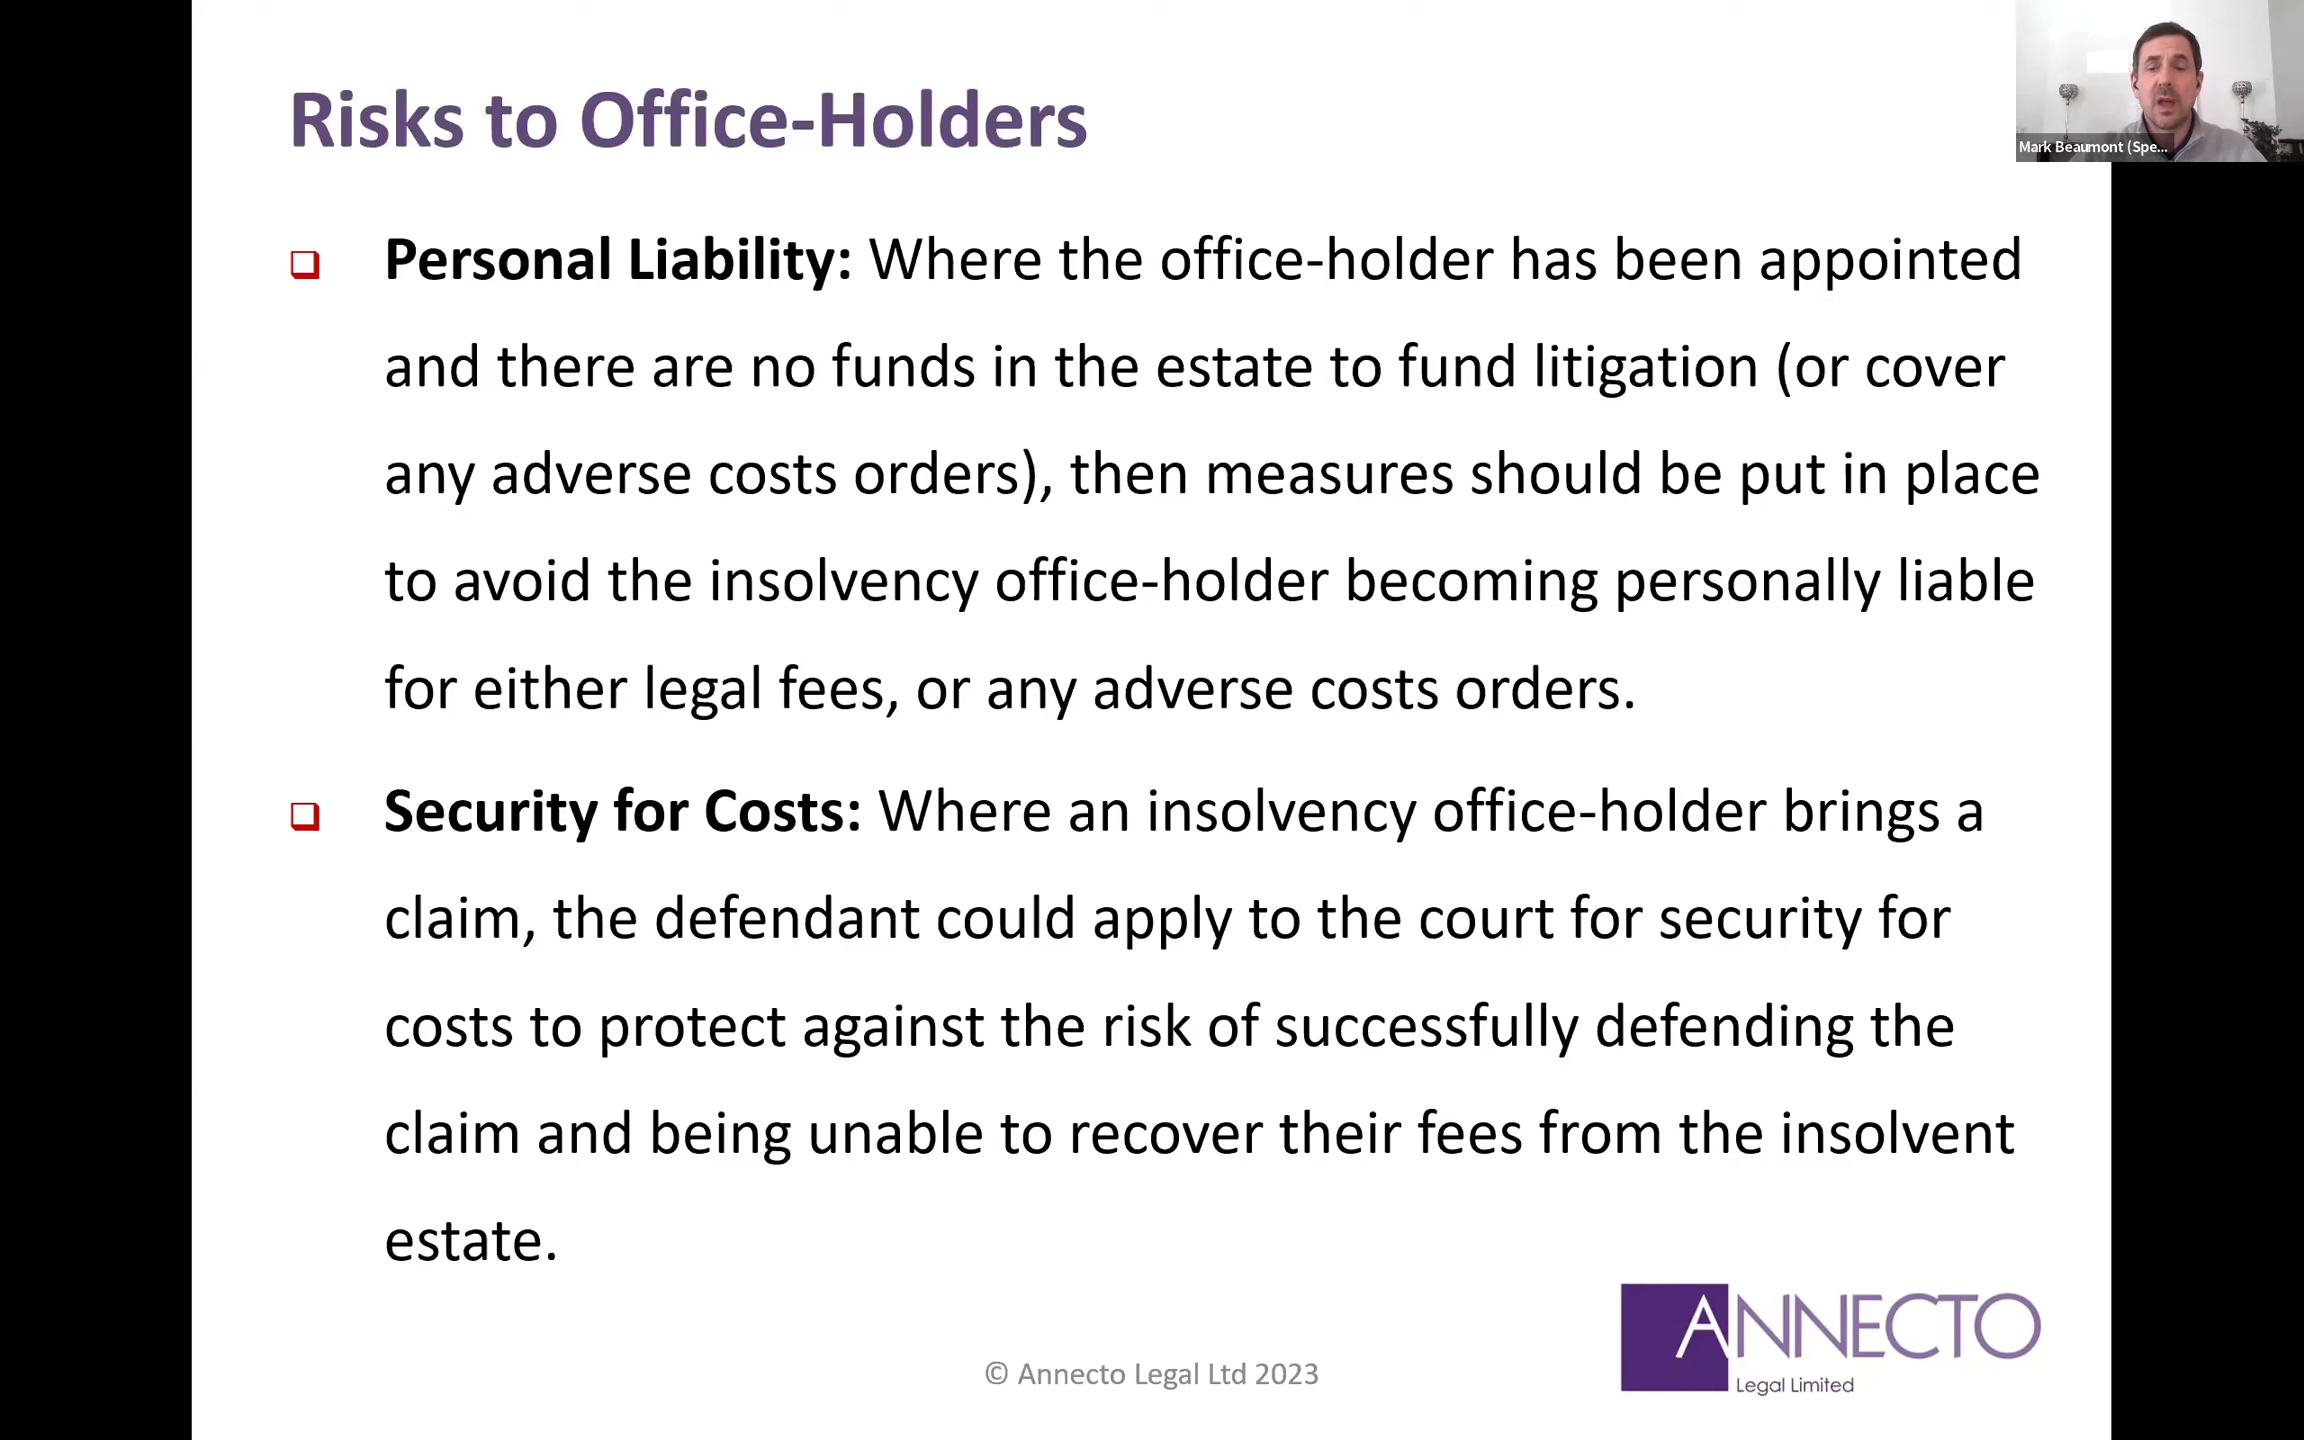 Risks to Office-Holders
Mark Beaumont (Spe...
Personal Liability: Where the office-holder has been appointed
and there are no funds in the estate to fund litigation (or cover
any adverse costs orders), then measures should be put in place
to avoid the insolvency office-holder becoming personally liable
for either legal fees, or any adverse costs orders.
Security for Costs: Where an insolvency office-holder brings a
claim, the defendant could apply to the court for security for
costs to protect against the risk of successfully defending the
claim and being unable to recover their fees from the insolvent
estate.
© Annecto Legal Ltd 2023
ANNECTO
Legal Limited